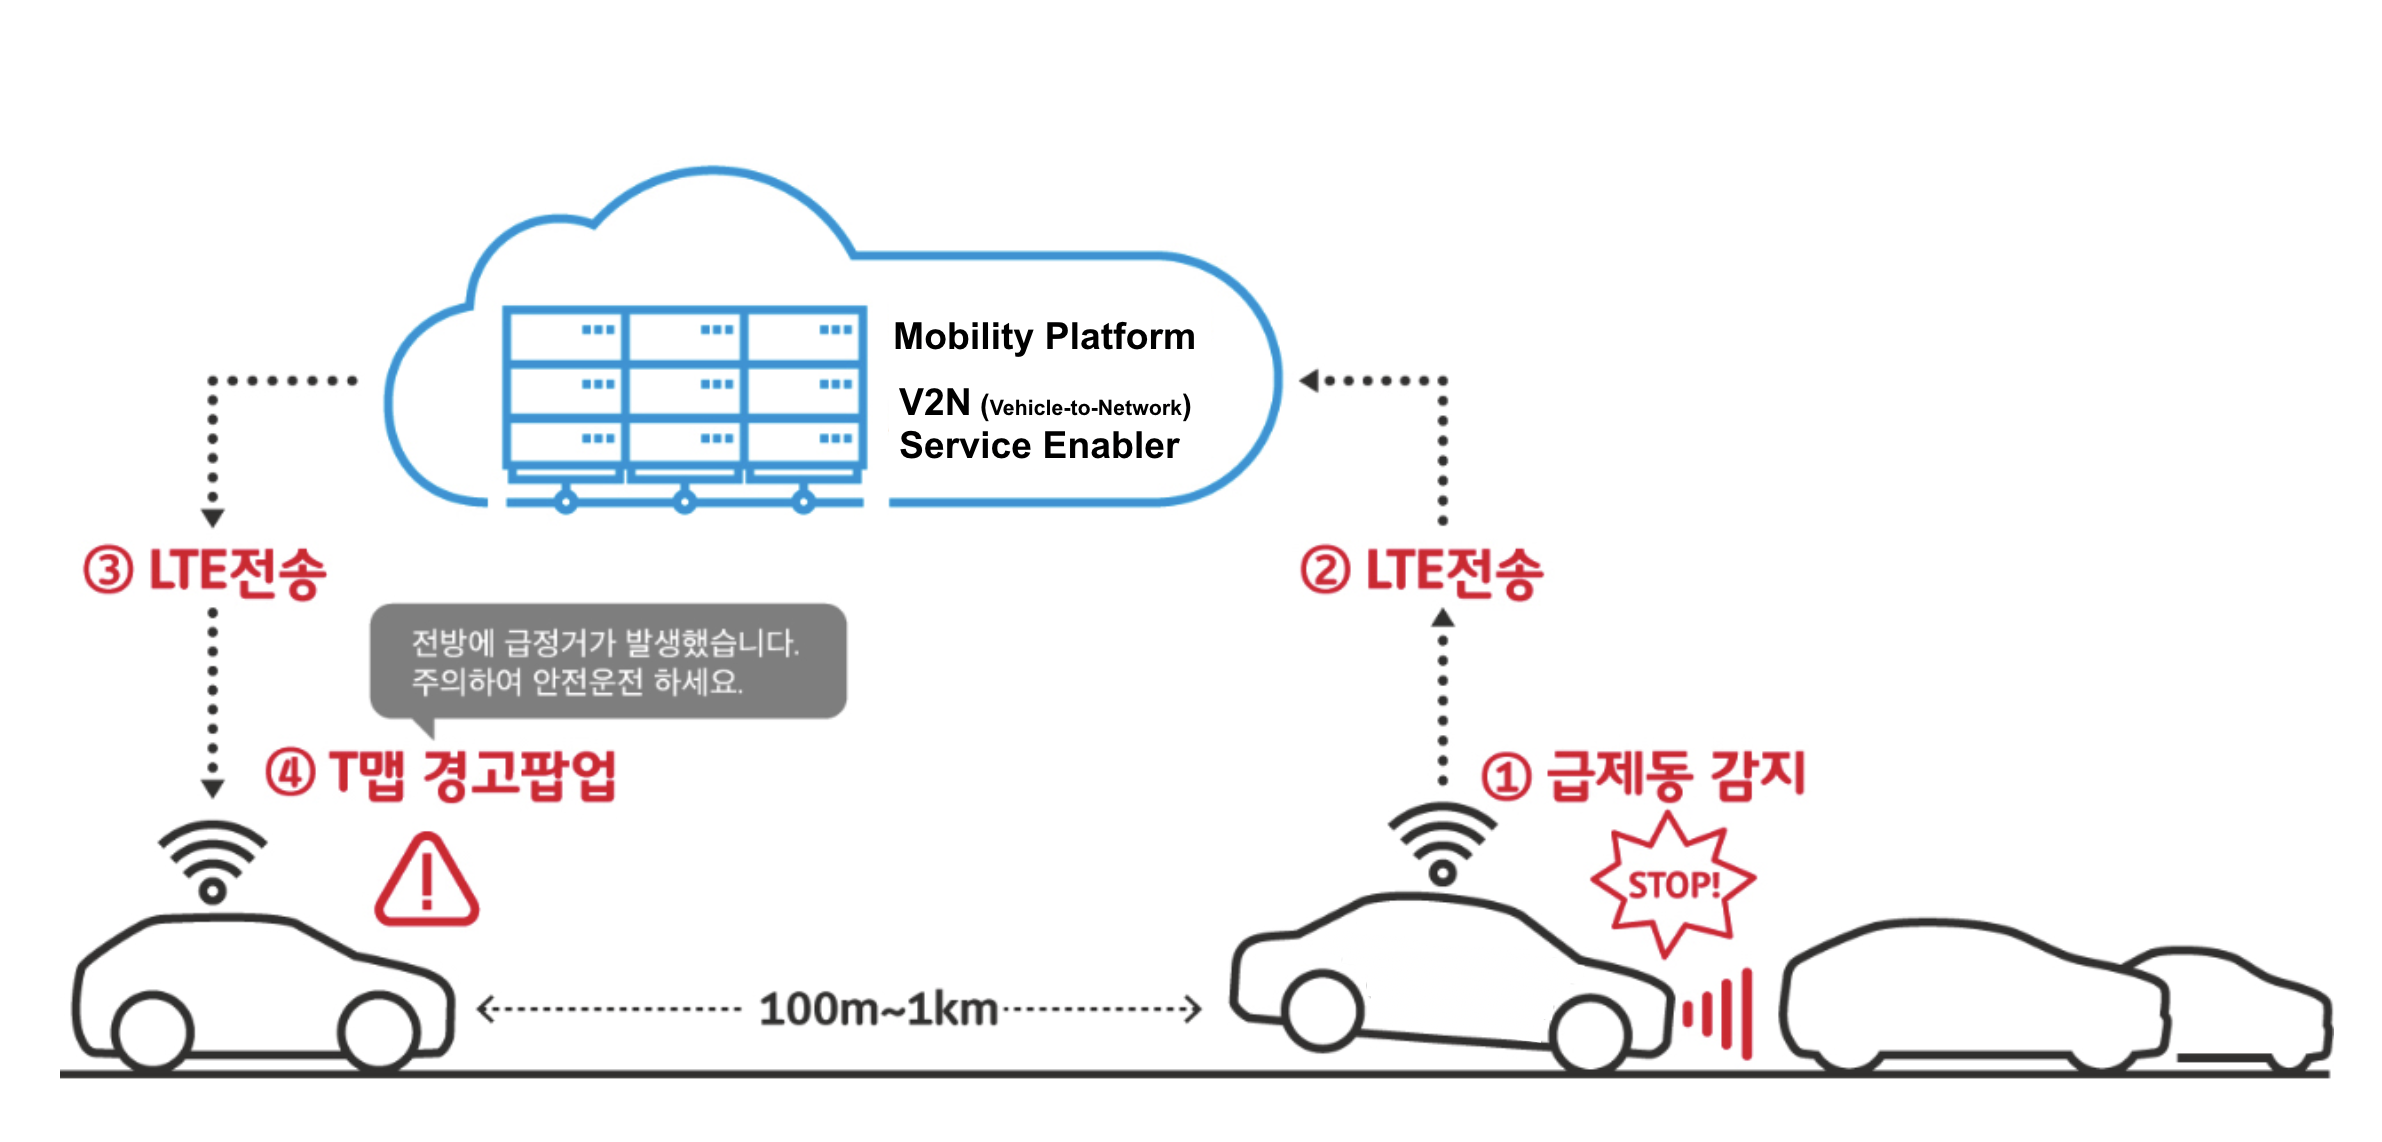 Mobility Platform
V2N (Vehicle-to-Network)
Service Enabler
③ LTE전송
② LTE전송
전방에 급정거가 발생했습니다.
주의하여 안전운전 하세요.
④ T맵 경고팝업
① 급제동 감지
STOP!
100m~1km